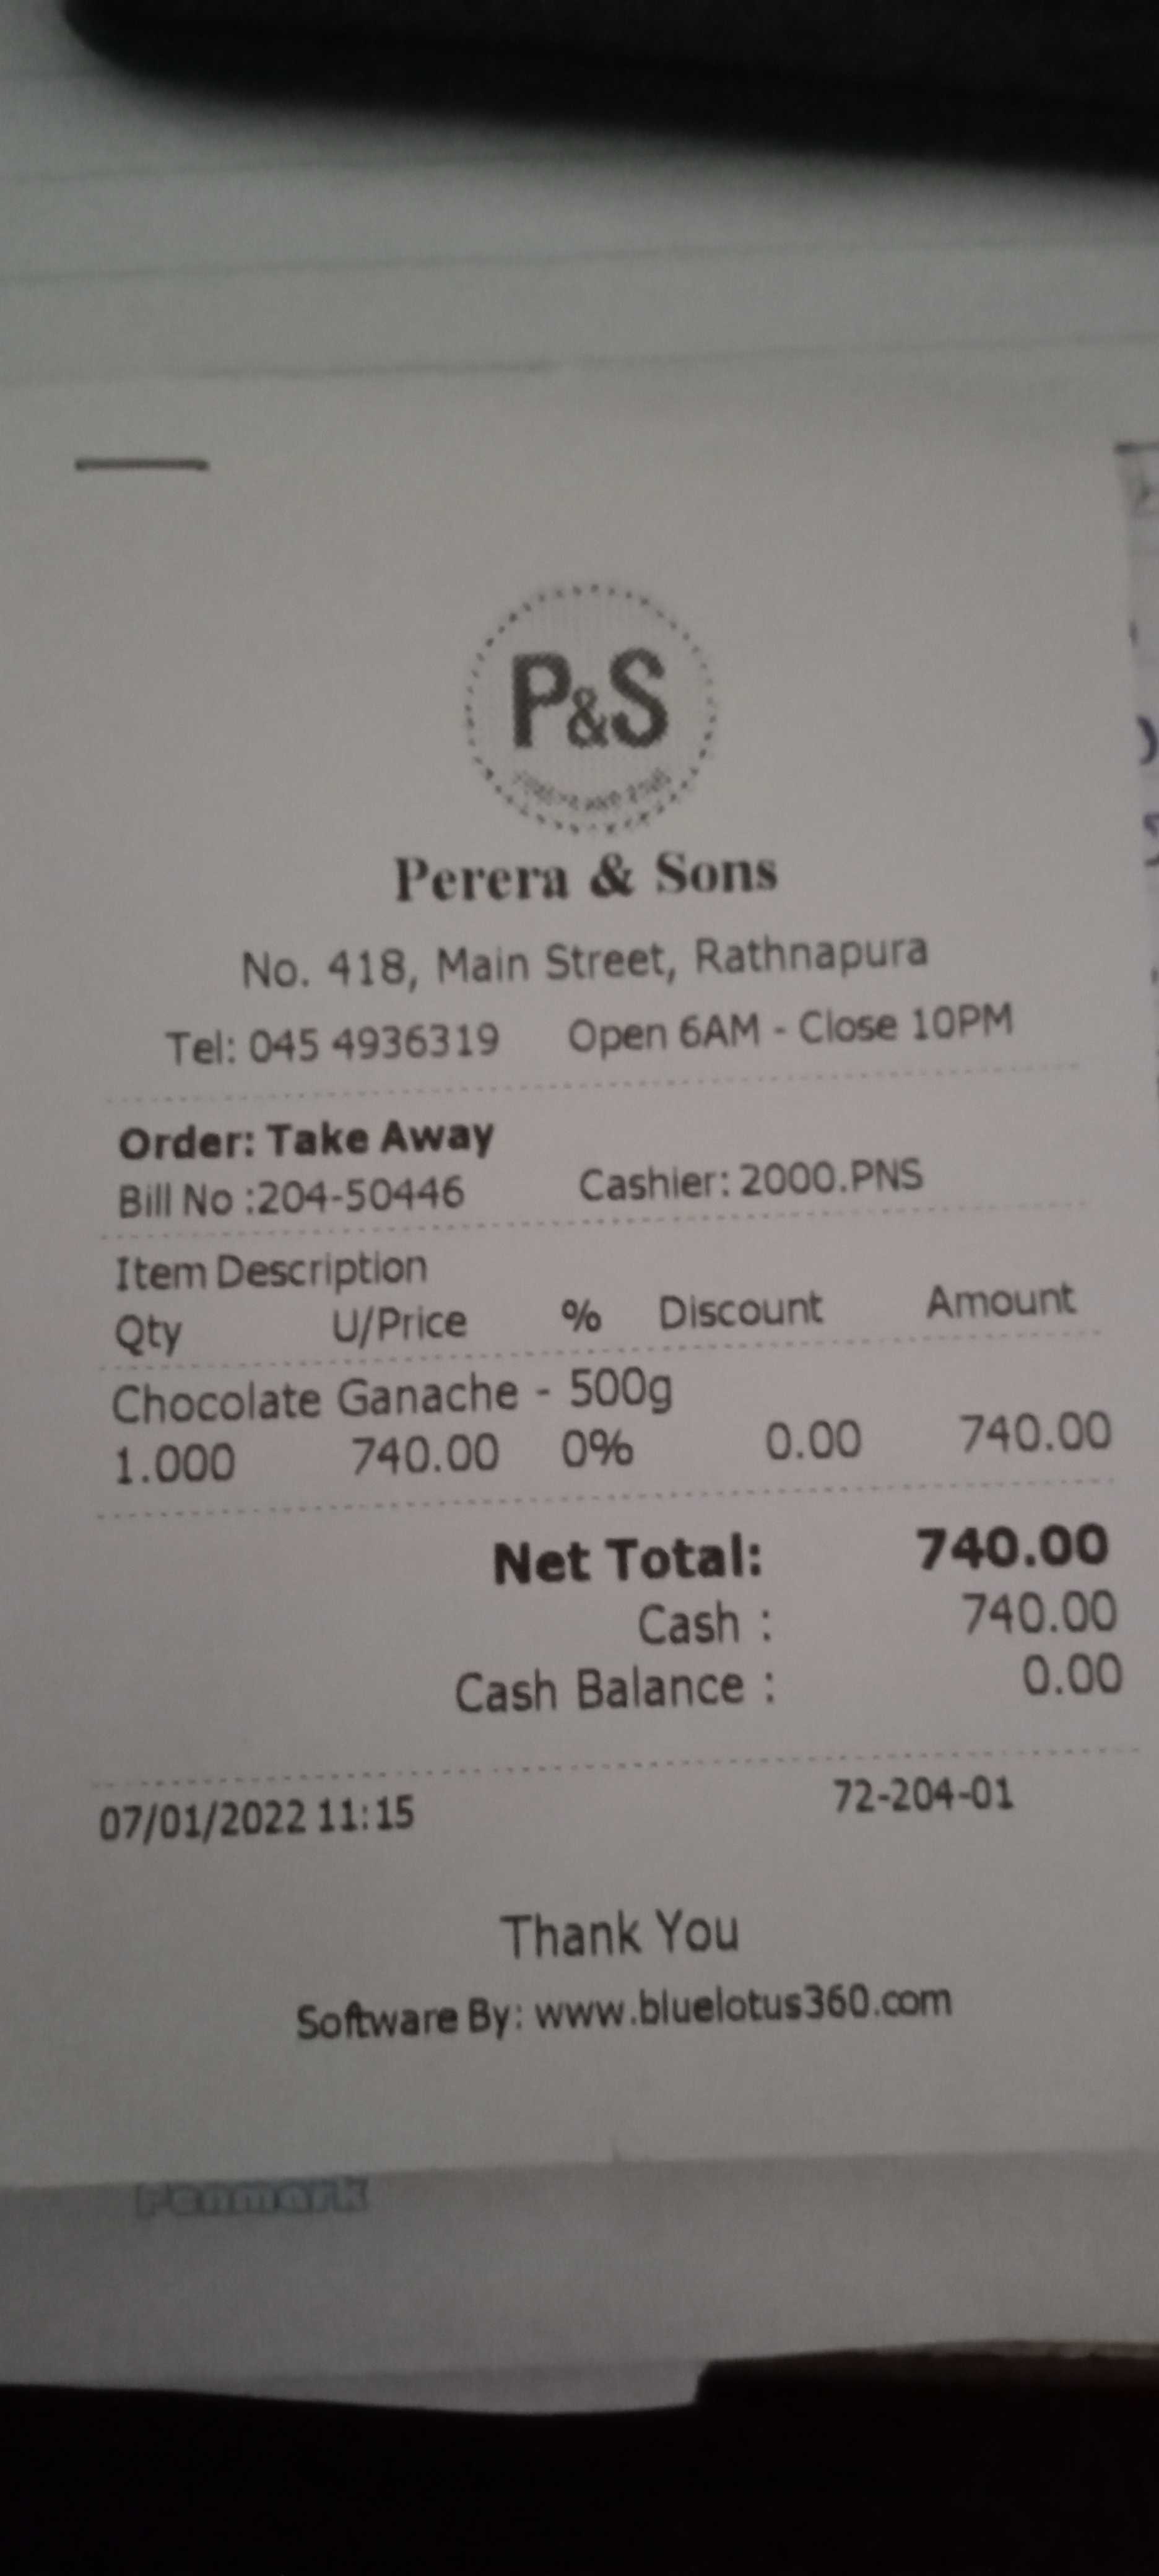 P&S
Perera & Sons
No. 418, Main Street, Rathnapura
Tel: 045 4936319 Open 6AM - Close 10PM
Order: Take Away
Bill No :204-50446 Cashier: 2000.PNS
Item Description
Qty U/Price % Discount Amount
Chocolate Ganache - 500g
1.000 740.00 0% 0.00 740.00
Net Total: 740.00
Cash : 740.00
Cash Balance : 0.00
07/01/2022 11:15 72-204-01
Thank You
Software By: www.bluelotus360.com